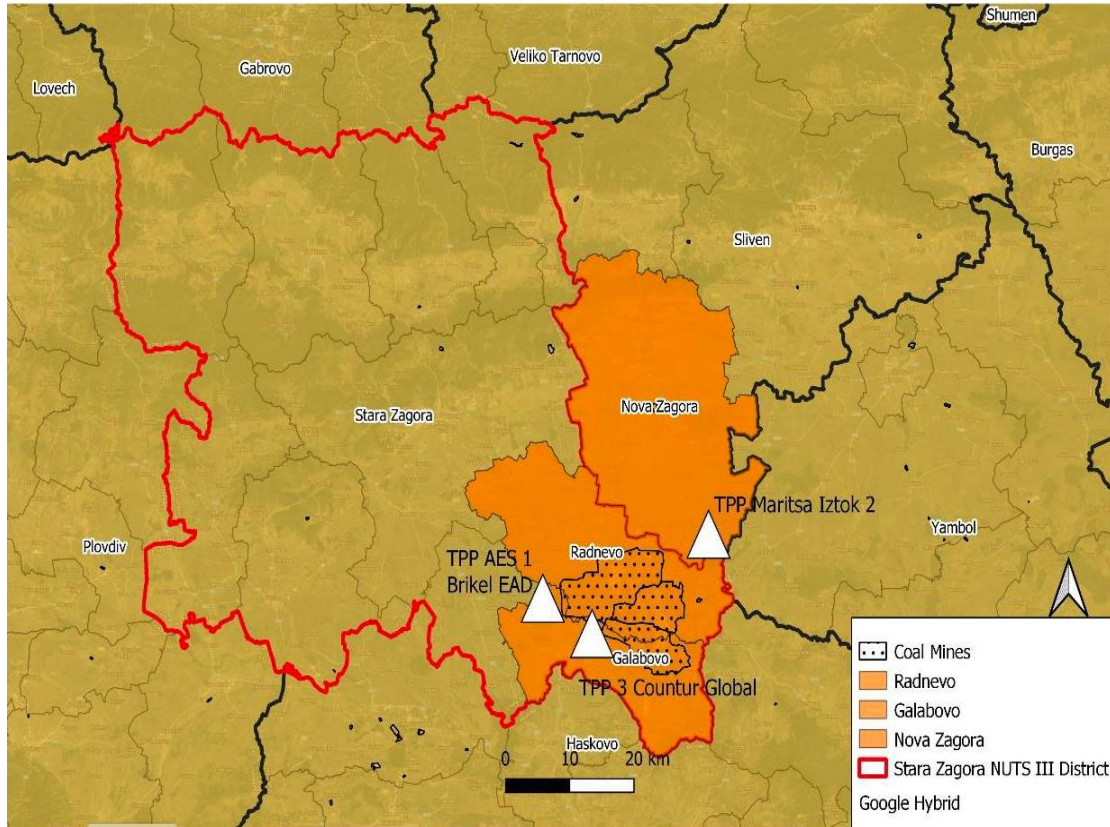 Shumen
Lovech
Gabrovo
Veliko Tarnovo
Burgas
Sliven
Stara Zagora
Nova Zagora
TPP Maritsa Iztok 2
Plovdiv
Yambol
Radnevo
TPP AES 1
Brikel EAD
Galabovo
TPP 3 Countur Global
Haskovo
0 10 20 km
Coal Mines
Radnevo
Galabovo
Nova Zagora
Stara Zagora NUTS III District
Google Hybrid